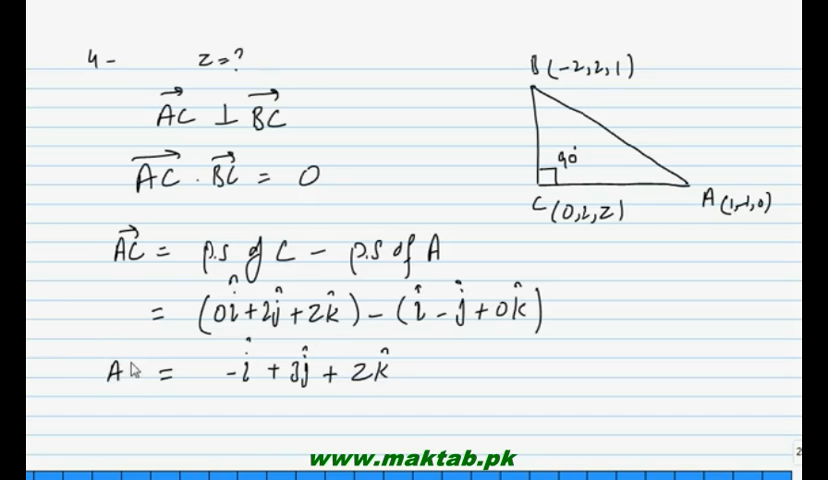 4- z=?
AC ⊥ BC
AC . BC = 0
AC = p.s of C - p.s of A
= (0i + 2j + zk) - (i - j + 0k)
A = -i + 3j + zk
B(-2,2,1)
90°
C(0,2,z)
A(1,-1,0)
www.maktab.pk
2